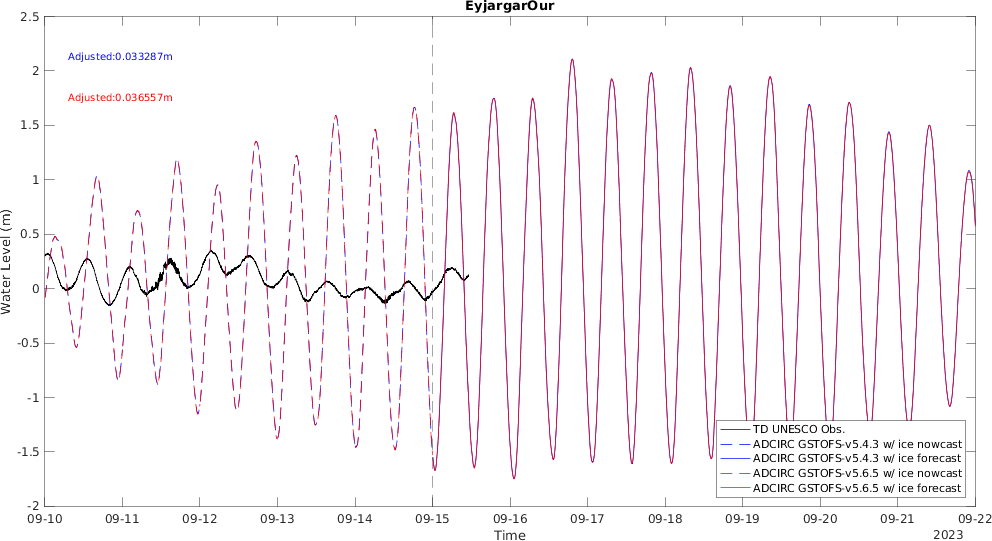 EyjargarOur
Adjusted:0.033287m
Adjusted:0.036557m
Water Level (m)
2.5
2
1.5
1
0.5
0
-0.5
-1
-1.5
-2
TD UNESCO Obs.
ADCIRC GSTOFS-v5.4.3 w/ ice nowcast
ADCIRC GSTOFS-v5.4.3 w/ ice forecast
ADCIRC GSTOFS-v5.6.5 w/ ice nowcast
ADCIRC GSTOFS-v5.6.5 w/ ice forecast
09-10 09-11 09-12 09-13 09-14 09-15 09-16 09-17 09-18 09-19 09-20 09-21 09-22
Time
2023